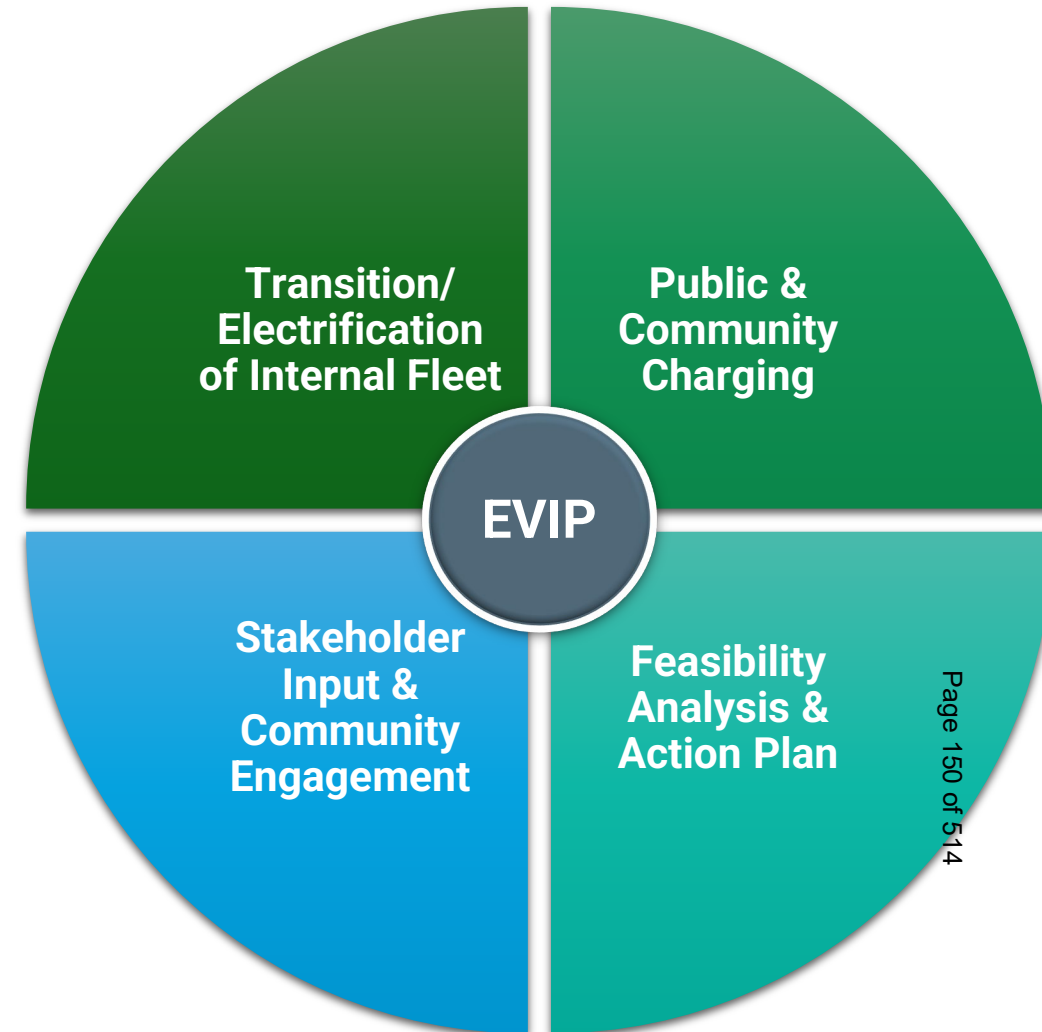 Transition/
Electrification
of Internal Fleet
Public &
Community
Charging
EVIP
Stakeholder
Input &
Community
Engagement
Feasibility
Analysis &
Action Plan
Page 150 of 514